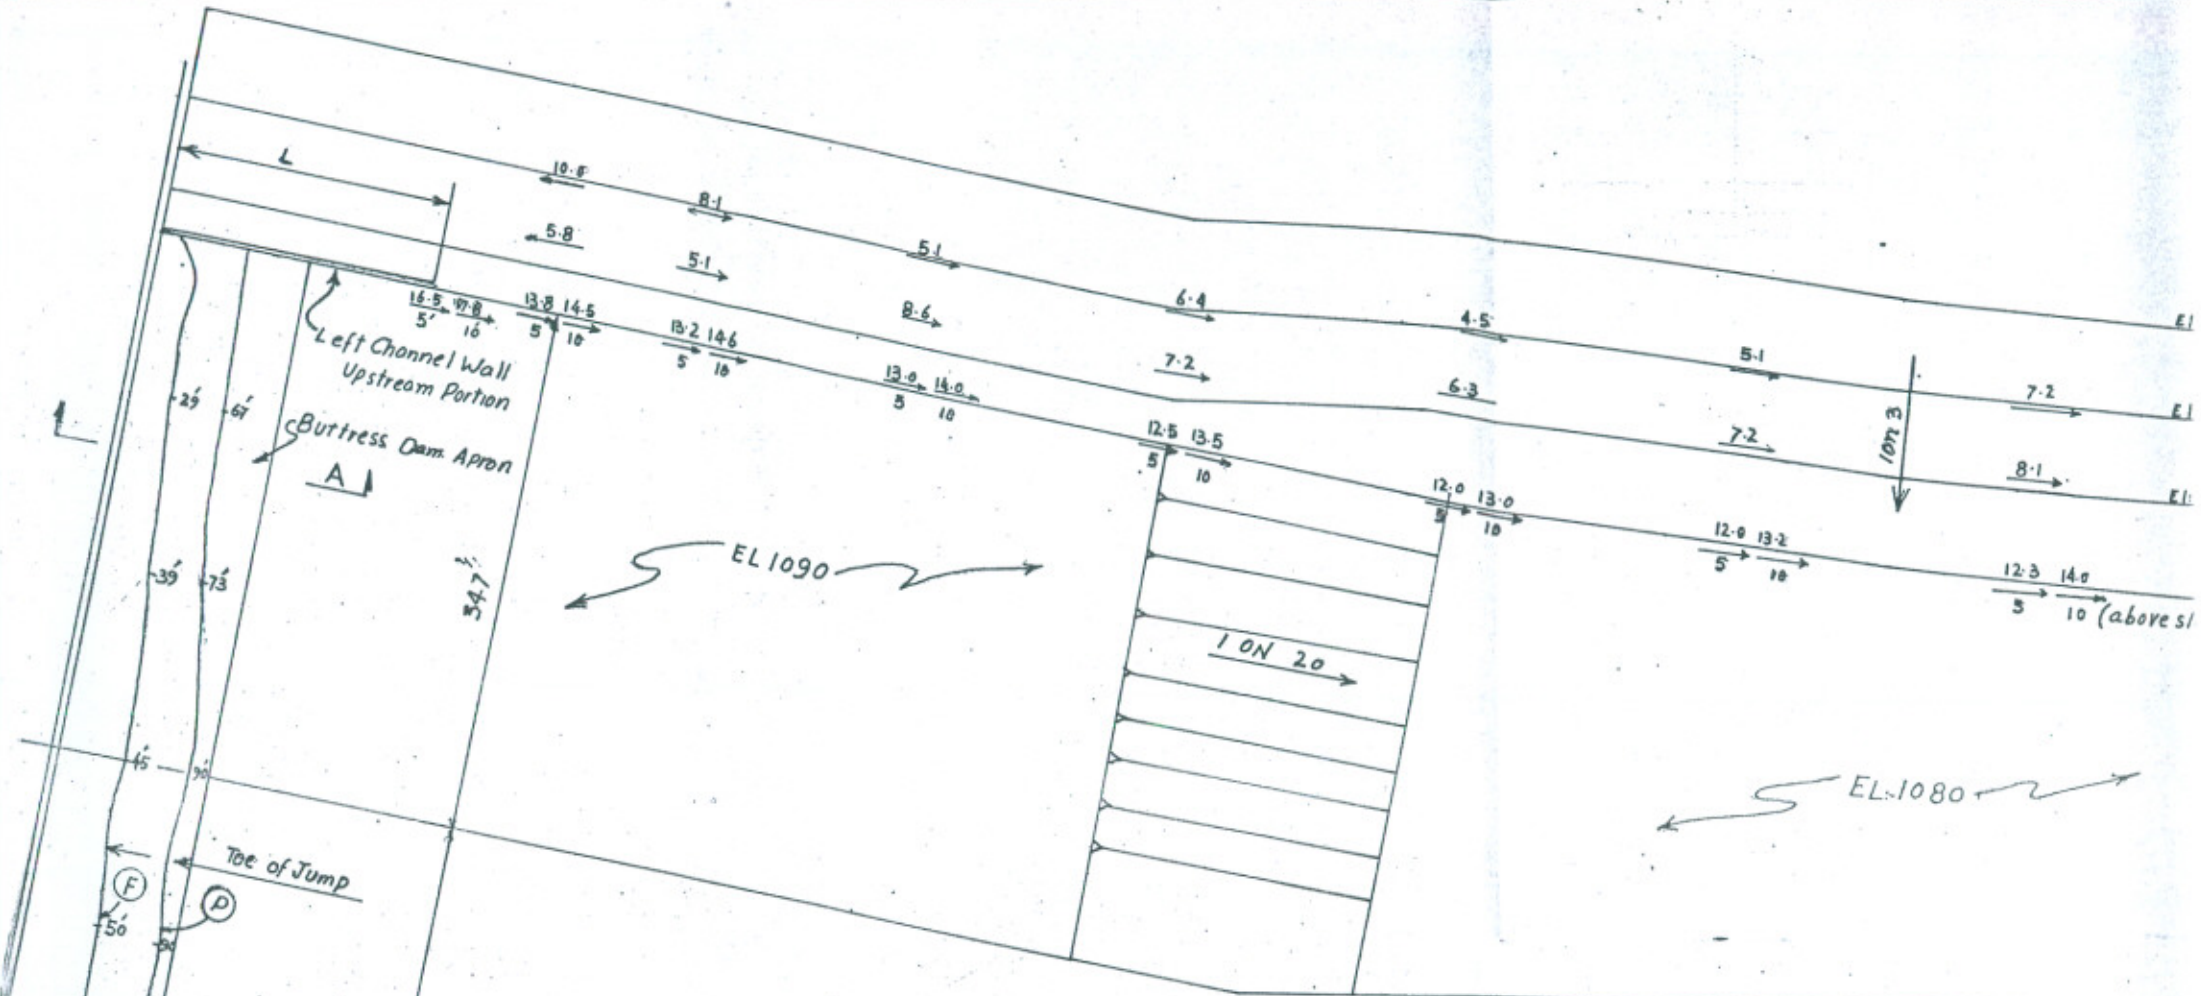 L
10.8
8.1
5.8
5.1
5.1
8.6
6.4
4.5
5.1
7.2
7.2
6.3
7.2
8.1
1 ON 3
El
El
El
16.5 17.8
5' 10
13.8 14.5
5 10
13.2 14.6
5 10
13.0 14.0
5 10
12.5 13.5
5 10
12.0 13.0
5 10
12.0 13.2
5 10
12.3 14.0
5 10 (above sl
Left Channel Wall
Upstream Portion
Buttress Dam Apron
A
29'
67'
39'
73'
45'
90'
50'
90
347'
EL 1090
1 ON 20
EL. 1080
Toe of Jump
F
P